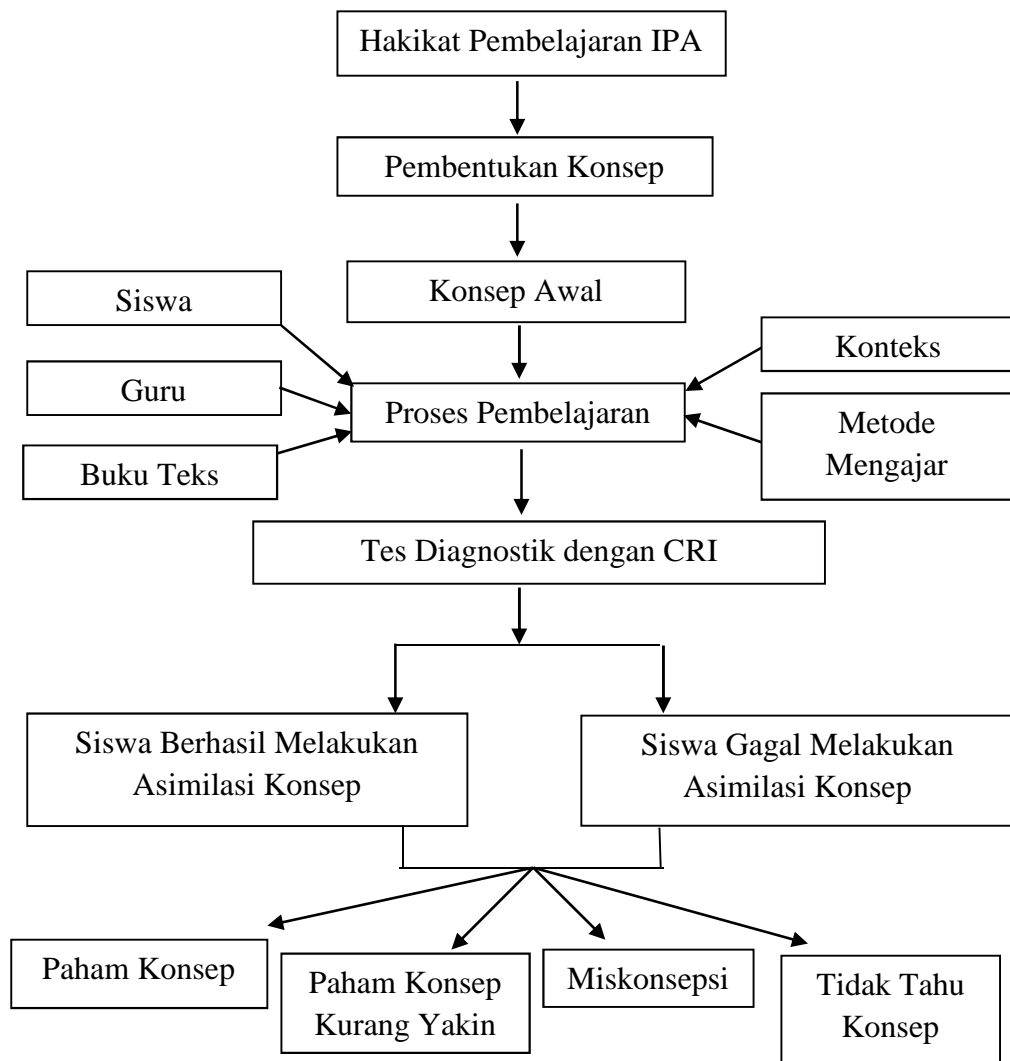 Hakikat Pembelajaran IPA
Pembentukan Konsep
Konsep Awal
Siswa
Guru
Buku Teks
Proses Pembelajaran
Konteks
Metode
Mengajar
Tes Diagnostik dengan CRI
Siswa Berhasil Melakukan
Asimilasi Konsep
Siswa Gagal Melakukan
Asimilasi Konsep
Paham Konsep
Paham Konsep
Kurang Yakin
Miskonsepsi
Tidak Tahu
Konsep